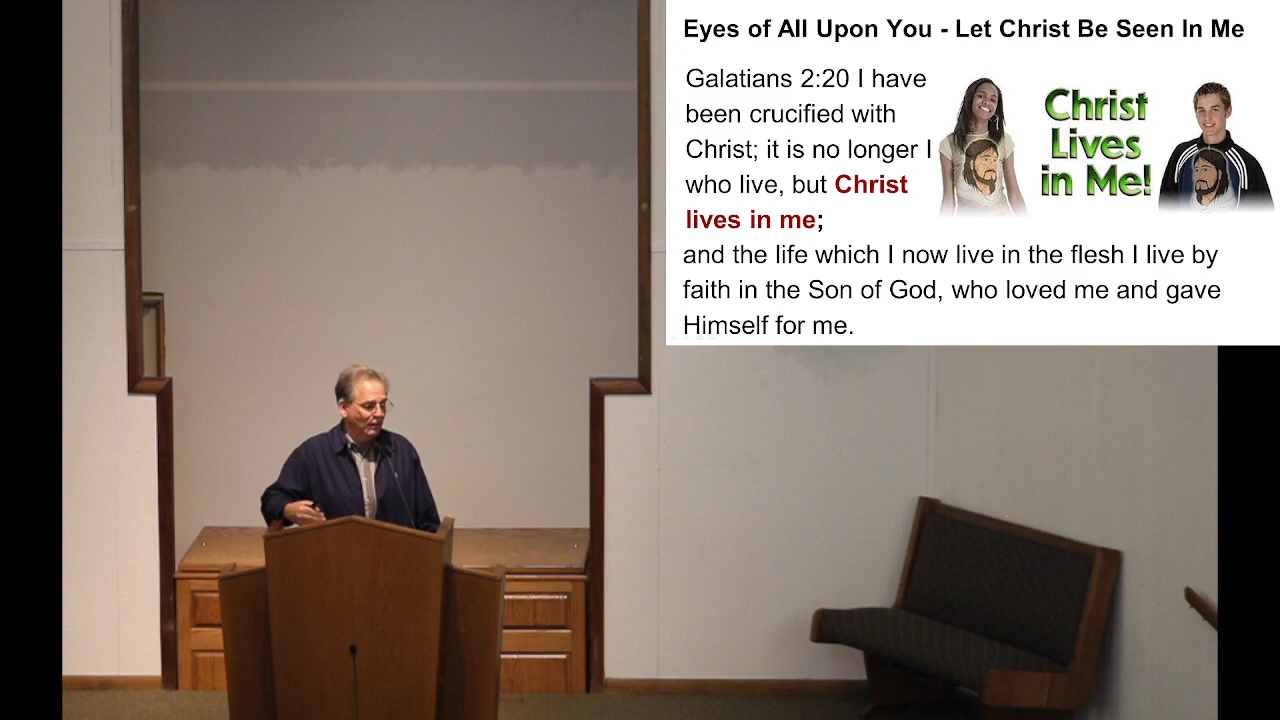 Eyes of All Upon You - Let Christ Be Seen In Me
Galatians 2:20 I have
been crucified with
Christ; it is no longer I
who live, but Christ
lives in me;
and the life which I now live in the flesh I live by
faith in the Son of God, who loved me and gave
Himself for me.
Christ
Lives
in Me!